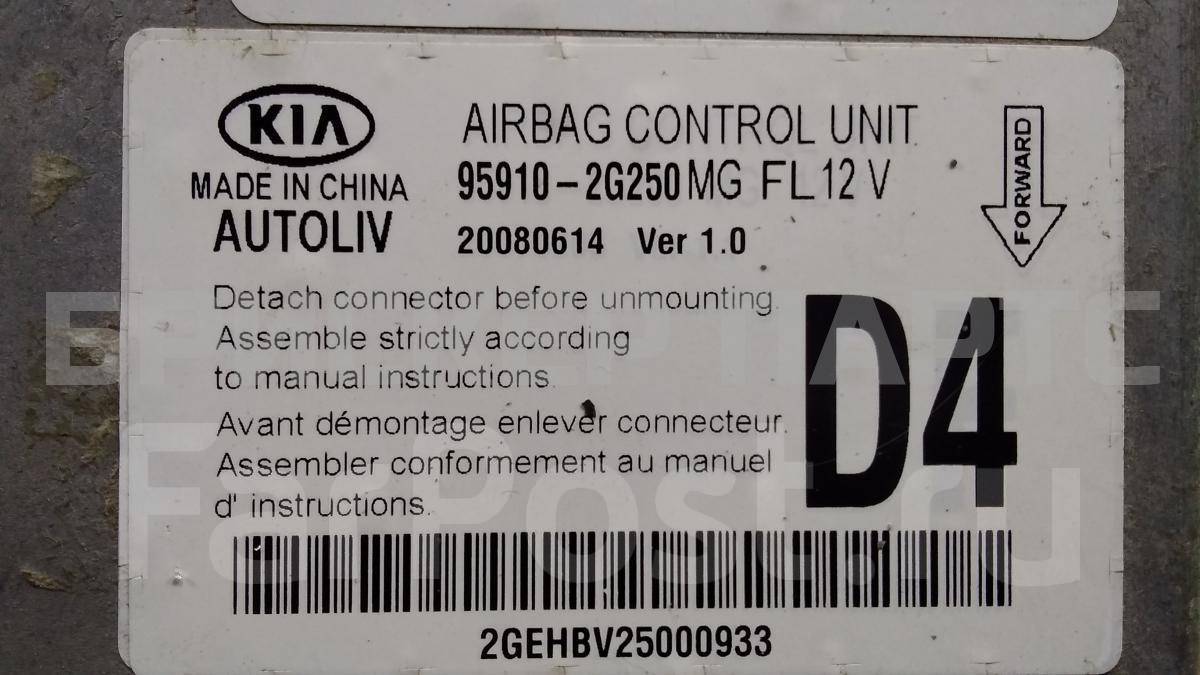 KIA
MADE IN CHINA
AUTOLIV
AIRBAG CONTROL UNIT
95910-2G250 MG FL 12 V
20080614 Ver 1.0
FORWARD
Detach connector before unmounting.
Assemble strictly according
to manual instructions.
Avant démontage enlever connecteur.
Assembler conformement au manuel
d' instructions.
D4
2GEHBV25000933
FarPost.ru